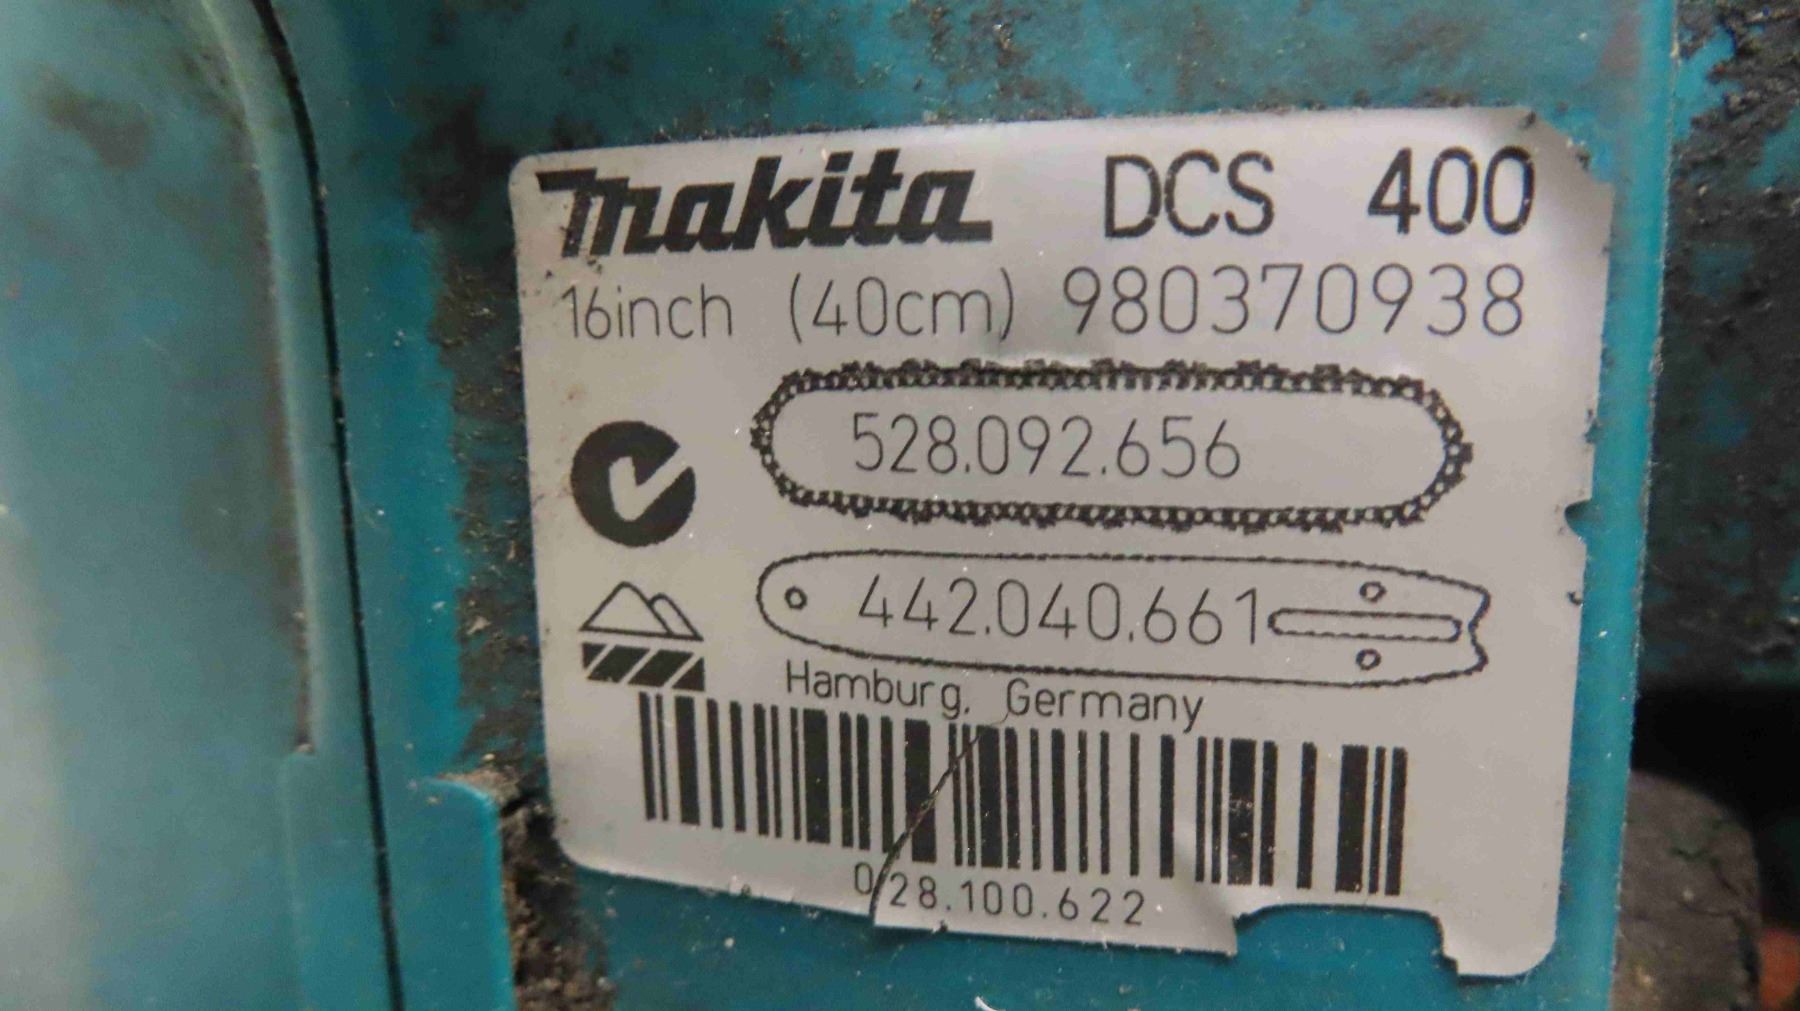 makita DCS 400
16inch (40cm) 980370938
528.092.656
442.040.661
Hamburg, Germany
028.100.622